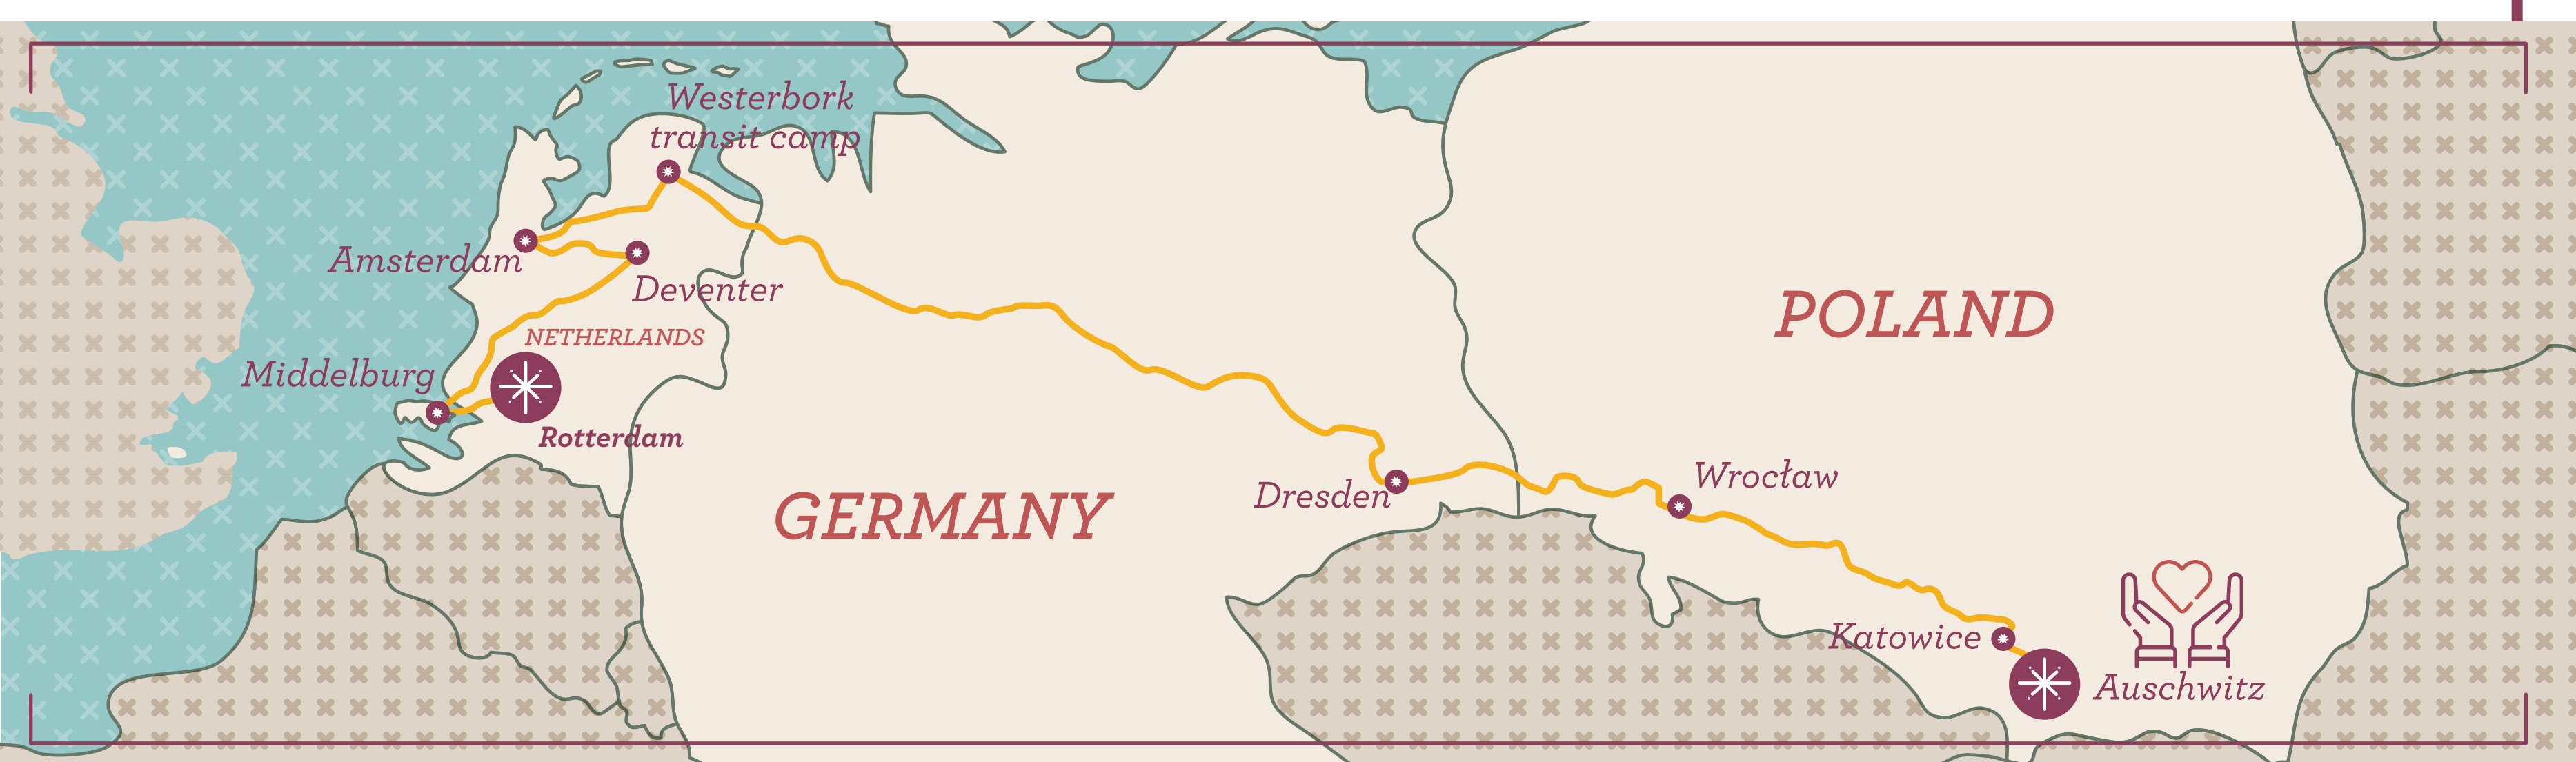 Westerbork
transit camp
Amsterdam
Deventer
NETHERLANDS
Middelburg
Rotterdam
GERMANY
POLAND
Dresden
Wrocław
Katowice
Auschwitz